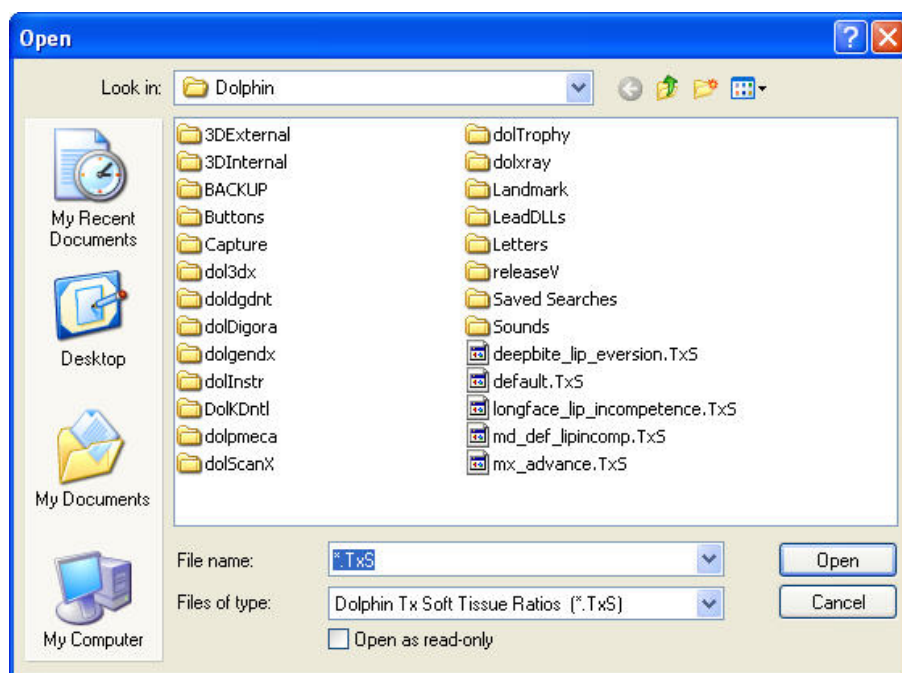 Open
Look in: Dolphin
My Recent
Documents
Desktop
My Documents
My Computer
3DExternal
3DInternal
BACKUP
Buttons
Capture
dol3dx
doldgdnt
dolDigora
dolgendx
dolInstr
DolKDntl
dolpmeca
dolScanX
dolTrophy
dolxray
Landmark
LeadDLLs
Letters
releaseV
Saved Searches
Sounds
deepbite_lip_eversion.TxS
default.TxS
longface_lip_incompetence.TxS
md_def_lipincomp.TxS
mx_advance.TxS
File name: *.TxS Open
Files of type: Dolphin Tx Soft Tissue Ratios (*.TxS) Cancel
Open as read-only